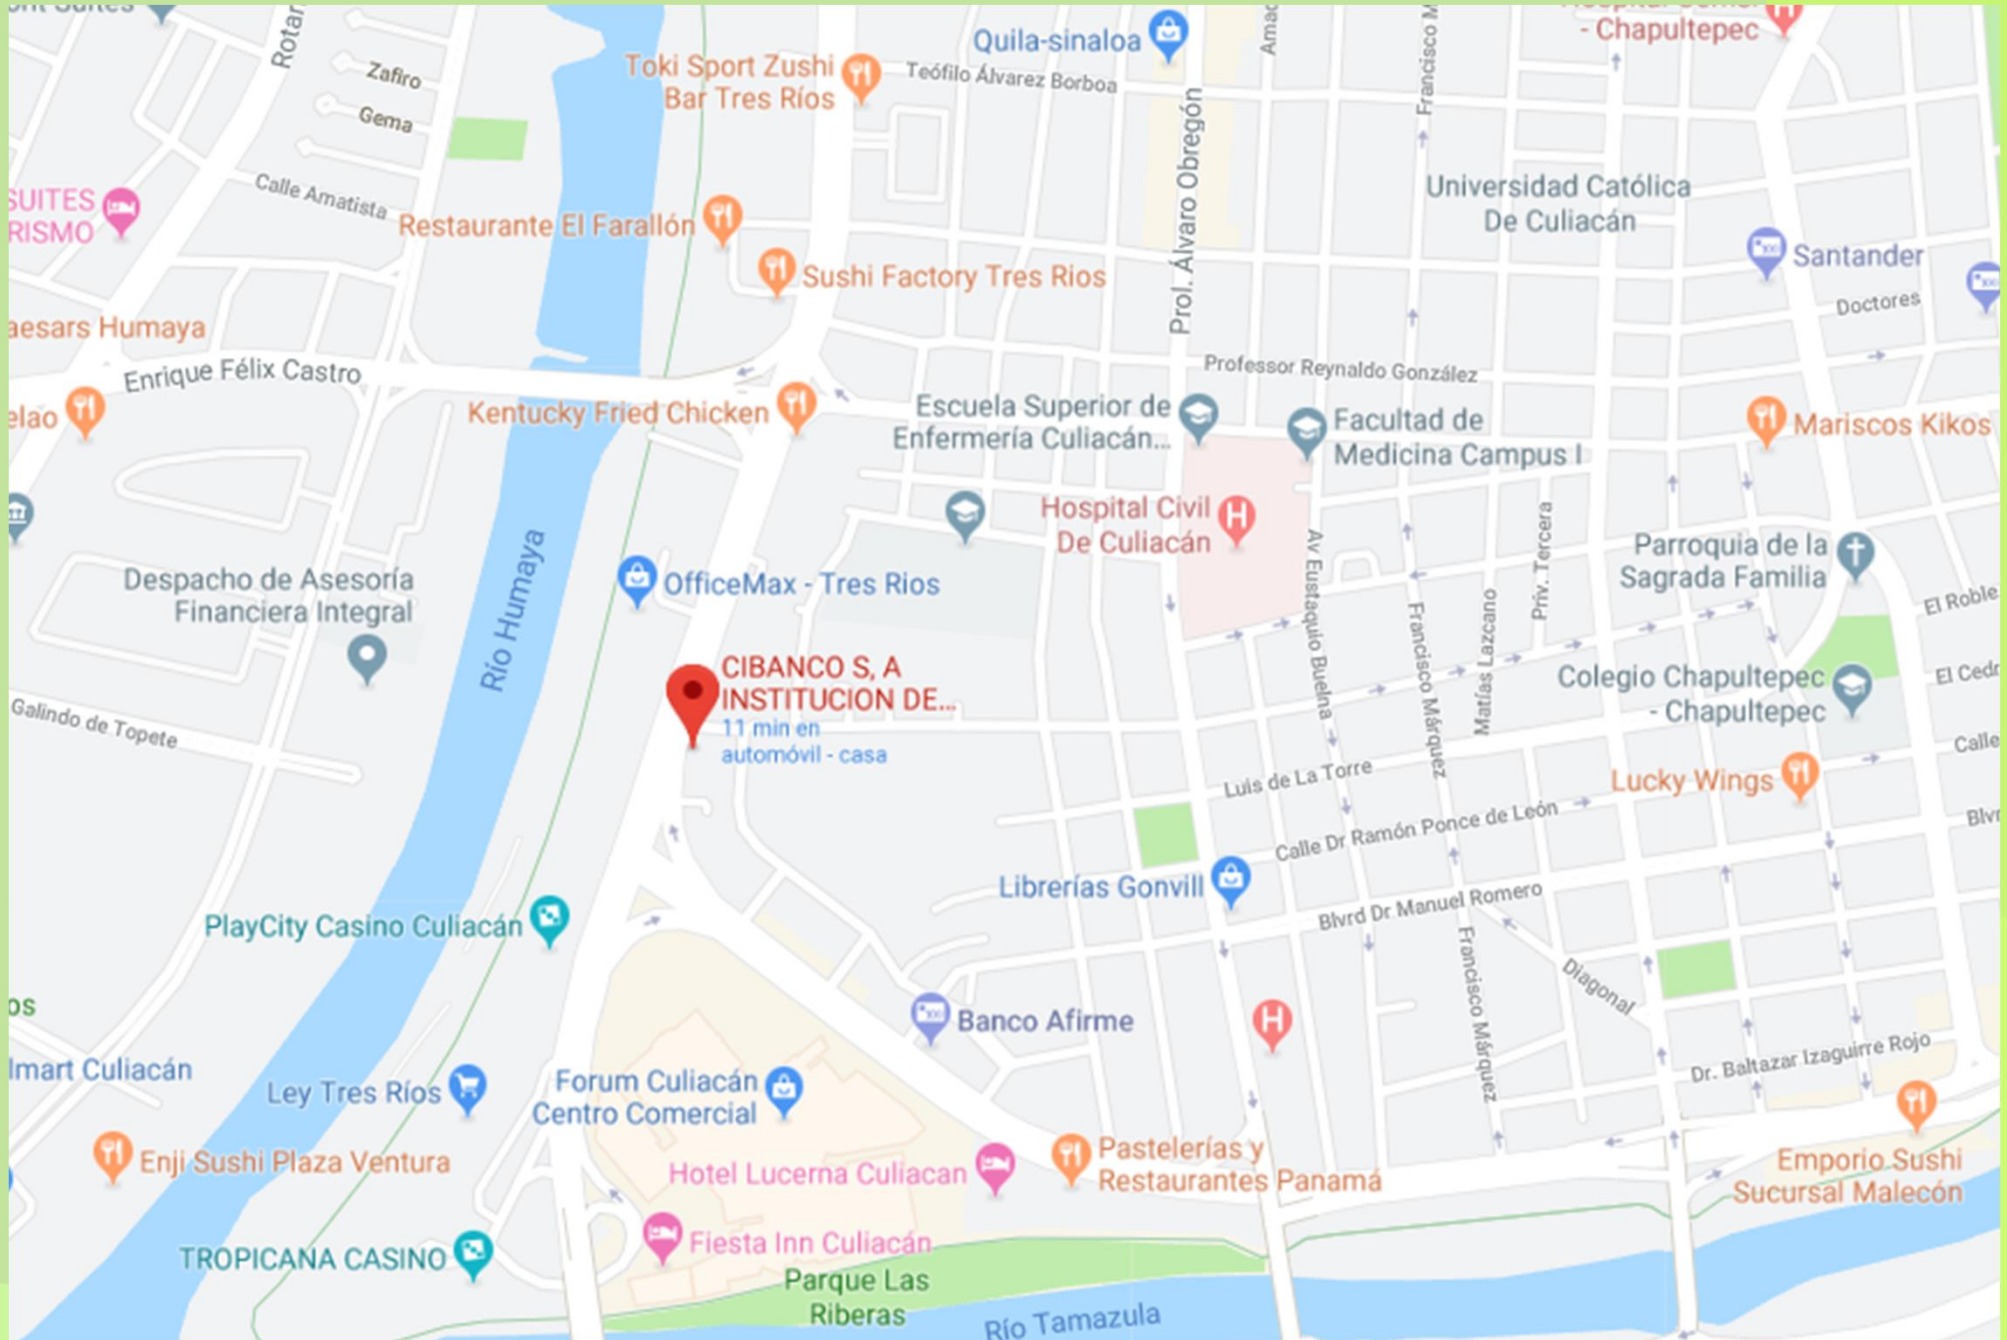 Quila-sinaloa
- Chapultepec
Toki Sport Zushi
Bar Tres Ríos
Teófilo Álvarez Borboa
Zafiro
Gema
Calle Amatista
SUITES
RISMO
Restaurante El Farallón
Prol. Álvaro Obregón
Universidad Católica
De Culiacán
Sushi Factory Tres Rios
Santander
Doctores
aesars Humaya
Enrique Félix Castro
Professor Reynaldo González
elao
Kentucky Fried Chicken
Escuela Superior de
Enfermería Culiacán...
Facultad de
Medicina Campus I
Mariscos Kikos
Hospital Civil
De Culiacán
Río Humaya
Av Eustaquio Buelna
Priv. Tercera
Parroquia de la
Sagrada Familia
Despacho de Asesoría
Financiera Integral
OfficeMax - Tres Rios
El Roble
Francisco Márquez
Matías Lazcano
CIBANCO S, A
INSTITUCION DE...
11 min en
automóvil - casa
Colegio Chapultepec
- Chapultepec
El Cedr
Galindo de Topete
Calle
Luis de La Torre
Lucky Wings
Calle Dr Ramón Ponce de León
Blvr
Librerías Gonvill
Blvrd Dr Manuel Romero
PlayCity Casino Culiacán
Francisco Márquez
Diagonal
os
Banco Afirme
lmart Culiacán
Ley Tres Ríos
Forum Culiacán
Centro Comercial
Dr. Baltazar Izaguirre Rojo
Enji Sushi Plaza Ventura
Hotel Lucerna Culiacan
Pastelerías y
Restaurantes Panamá
Emporio Sushi
Sucursal Malecón
TROPICANA CASINO
Fiesta Inn Culiacán
Parque Las
Riberas
Río Tamazula